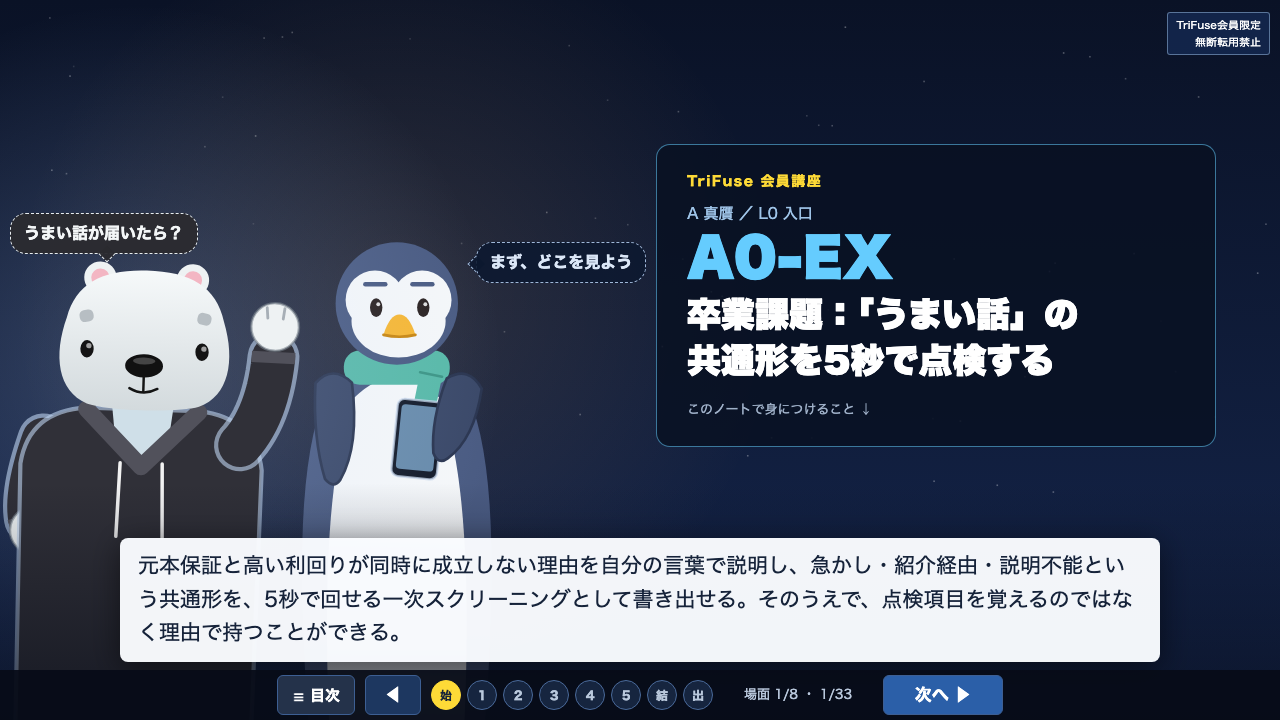 TriFuse会員限定
無断転用禁止
うまい話が届いたら？
まず、どこを見よう
TriFuse 会員講座
A 真贋 ／ L0 入口
A0-EX
卒業課題：「うまい話」の
共通形を5秒で点検する
このノートで身につけること ↓
元本保証と高い利回りが同時に成立しない理由を自分の言葉で説明し、急かし・紹介経由・説明不能とい
う共通形を、5秒で回せる一次スクリーニングとして書き出せる。そのうえで、点検項目を覚えるのではな
く理由で持つことができる。
≡ 目次 ◀ 始 1 2 3 4 5 結 出 場面 1/8 ・ 1/33 次へ ▶